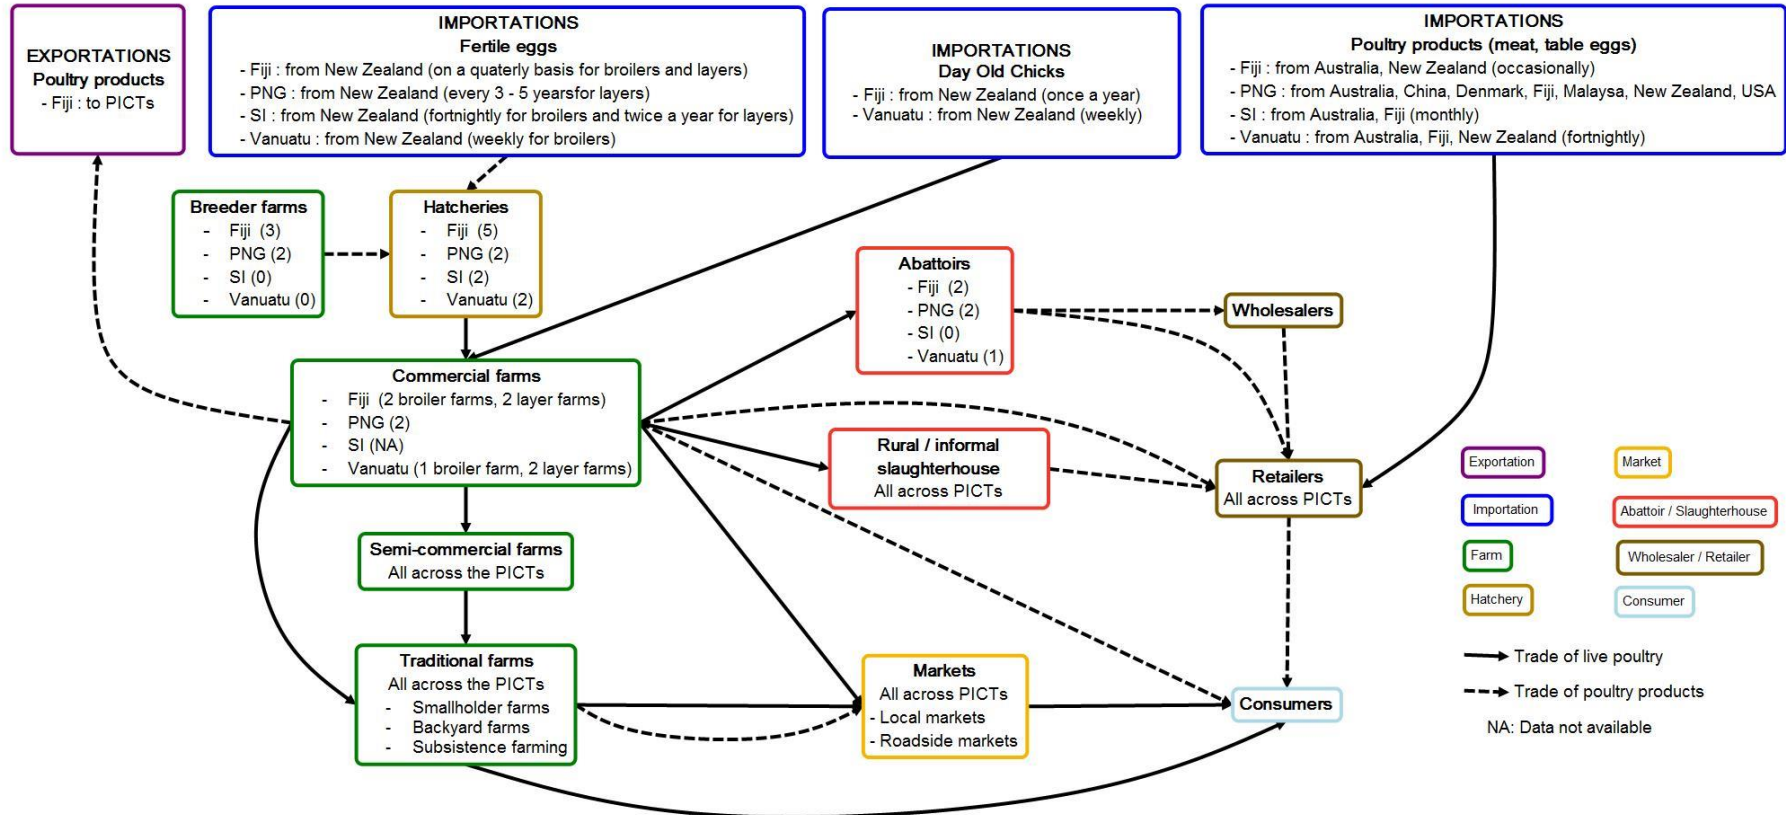 EXPORTATIONS
Poultry products
- Fiji : to PICTs
IMPORTATIONS
Fertile eggs
- Fiji : from New Zealand (on a quaterly basis for broilers and layers)
- PNG : from New Zealand (every 3 - 5 yearsfor layers)
- SI : from New Zealand (fortnightly for broilers and twice a year for layers)
- Vanuatu : from New Zealand (weekly for broilers)
IMPORTATIONS
Day Old Chicks
- Fiji : from New Zealand (once a year)
- Vanuatu : from New Zealand (weekly)
IMPORTATIONS
Poultry products (meat, table eggs)
- Fiji : from Australia, New Zealand (occasionally)
- PNG : from Australia, China, Denmark, Fiji, Malaysa, New Zealand, USA
- SI : from Australia, Fiji (monthly)
- Vanuatu : from Australia, Fiji, New Zealand (fortnightly)
Breeder farms
- Fiji (3)
- PNG (2)
- SI (0)
- Vanuatu (0)
Hatcheries
- Fiji (5)
- PNG (2)
- SI (2)
- Vanuatu (2)
Abattoirs
- Fiji (2)
- PNG (2)
- SI (0)
- Vanuatu (1)
Wholesalers
Commercial farms
- Fiji (2 broiler farms, 2 layer farms)
- PNG (2)
- SI (NA)
- Vanuatu (1 broiler farm, 2 layer farms)
Rural / informal
slaughterhouse
All across PICTs
Retailers
All across PICTs
Semi-commercial farms
All across the PICTs
Traditional farms
All across the PICTs
- Smallholder farms
- Backyard farms
- Subsistence farming
Markets
All across PICTs
- Local markets
- Roadside markets
Consumers
Exportation
Market
Importation
Abattoir / Slaughterhouse
Farm
Wholesaler / Retailer
Hatchery
Consumer
Trade of live poultry
Trade of poultry products
NA: Data not available